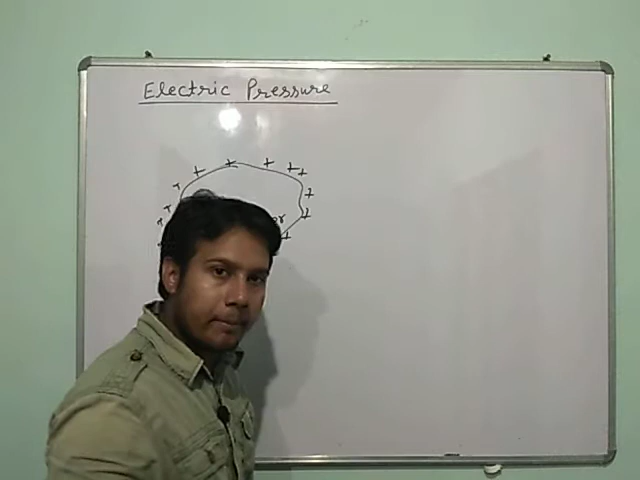 Electric Pressure
+ + + + + + + +